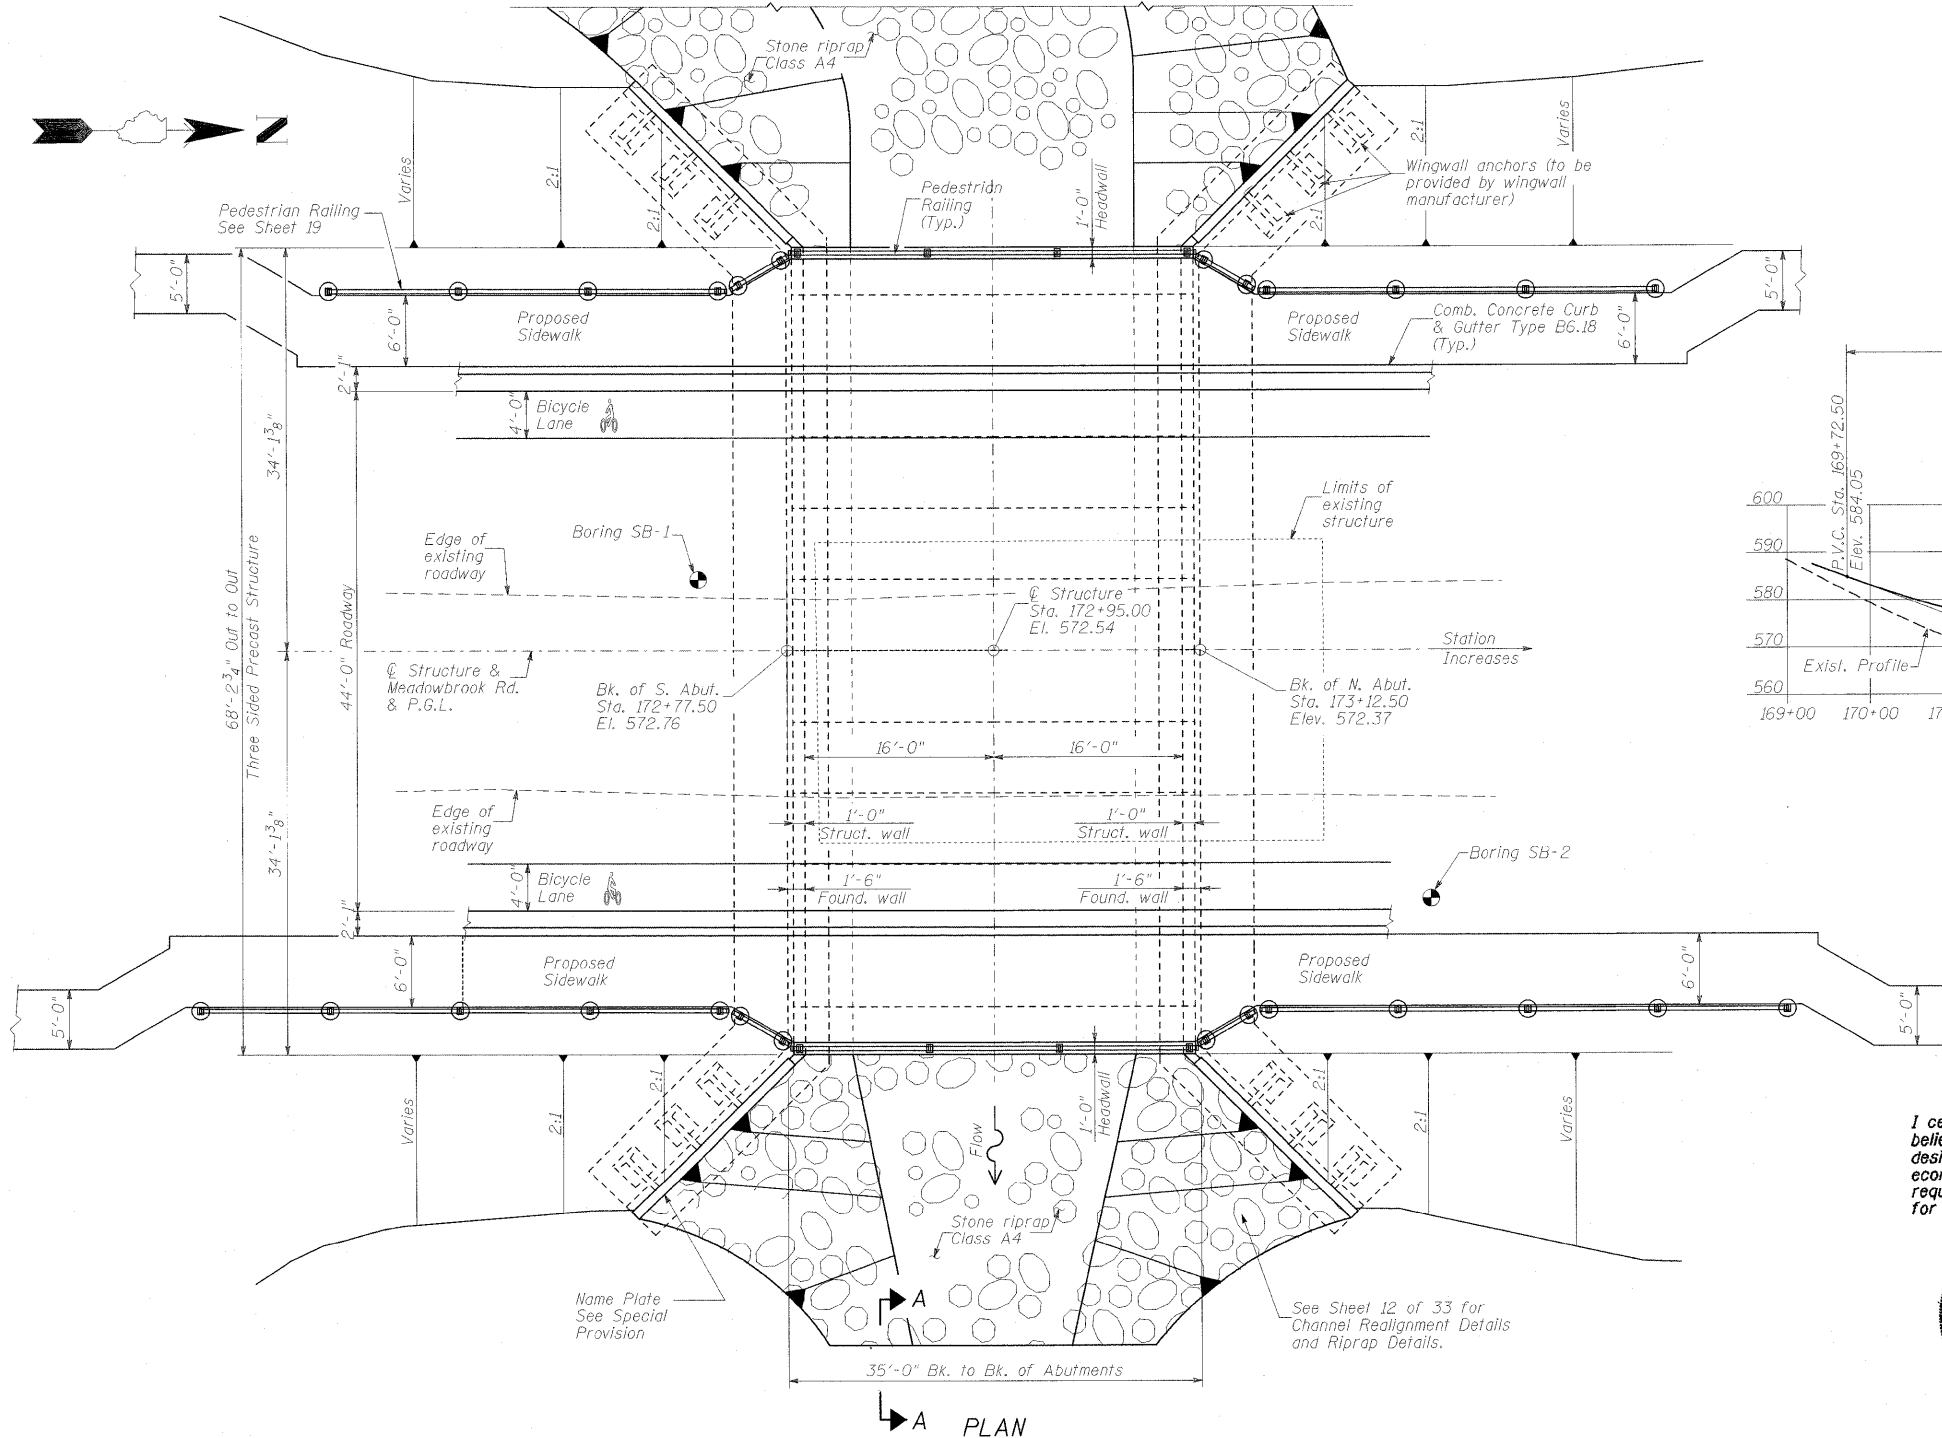 Stone riprap
Class A4
Varies
2:1
2:1
Pedestrian Railing
See Sheet 19
Pedestrian
Railing
(Typ.)
1'-0"
Headwall
2:1
2:1
Varies
Wingwall anchors (to be
provided by wingwall
manufacturer)
5'-0"
6'-0"
Proposed
Sidewalk
Proposed
Sidewalk
Comb. Concrete Curb
& Gutter Type B6.18
(Typ.)
6'-0"
5'-0"
2'-1"
4'-0"
Bicycle
Lane
34'-1 3/8"
Limits of
existing
structure
Boring SB-1
Edge of
existing
roadway
68'-2 3/4" Out to Out
Three Sided Precast Structure
44'-0" Roadway
℄ Structure
Sta. 172+95.00
El. 572.54
Station
Increases
℄ Structure &
Meadowbrook Rd.
& P.G.L.
Bk. of S. Abut.
Sta. 172+77.50
El. 572.76
Bk. of N. Abut.
Sta. 173+12.50
Elev. 572.37
16'-0"
16'-0"
Edge of
existing
roadway
34'-1 3/8"
1'-0"
Struct. wall
1'-0"
Struct. wall
Boring SB-2
4'-0"
Bicycle
Lane
1'-6"
Found. wall
1'-6"
Found. wall
2'-1"
6'-0"
Proposed
Sidewalk
Proposed
Sidewalk
6'-0"
5'-0"
5'-0"
Varies
2:1
2:1
Flow
1'-0"
Headwall
2:1
2:1
Varies
Stone riprap
Class A4
Name Plate
See Special
Provision
A
See Sheet 12 of 33 for
Channel Realignment Details
and Riprap Details.
35'-0" Bk. to Bk. of Abutments
A
PLAN
P.V.C. Sta. 169+72.50
Elev. 584.05
600
590
580
570
560
Exist. Profile
169+00
170+00
17
I ce
belie
desi
econ
requ
for